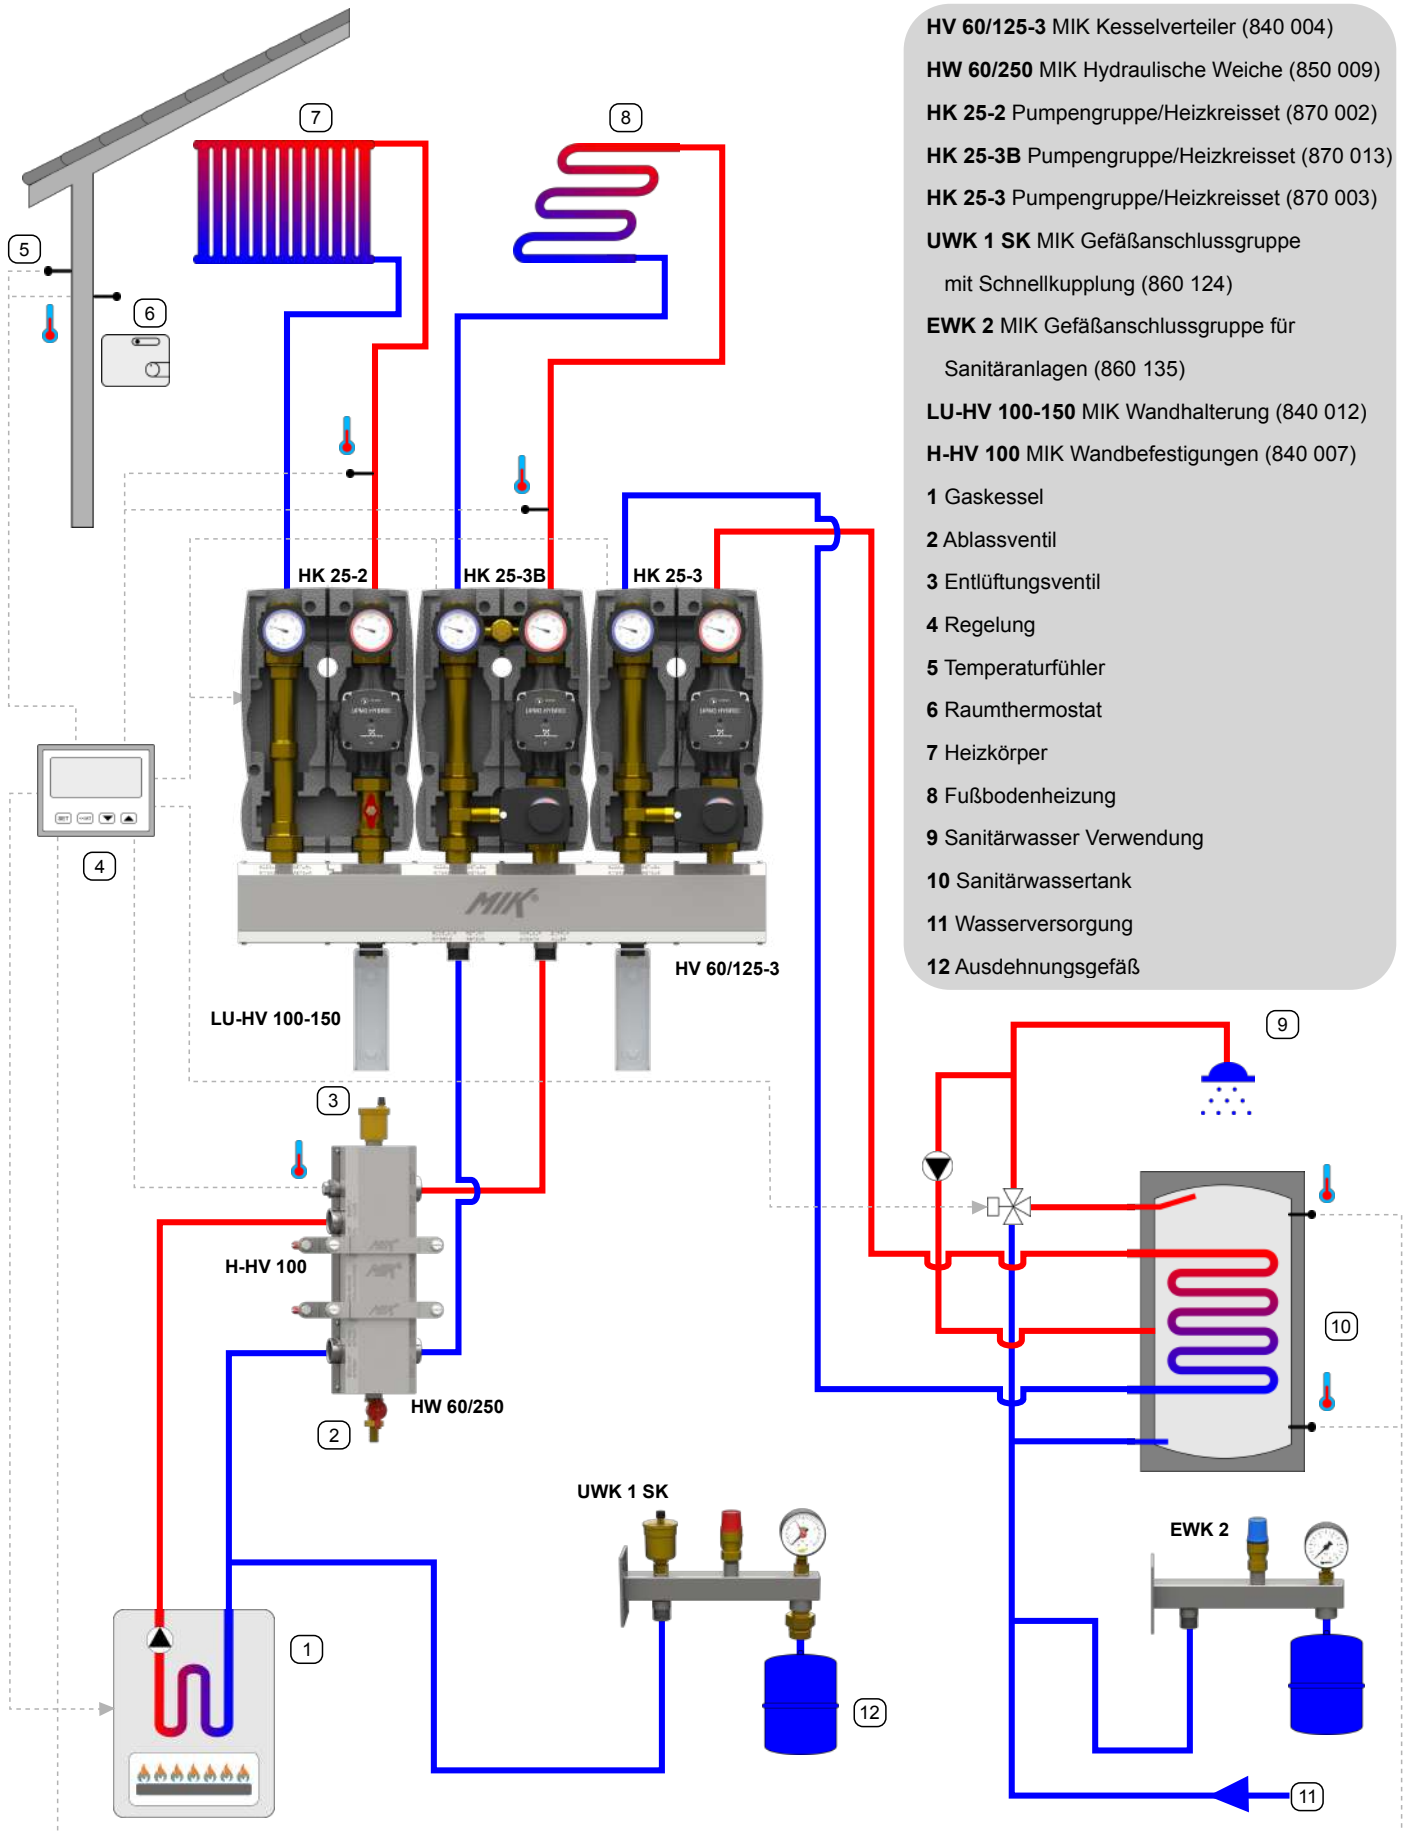 HV 60/125-3 MIK Kesselverteiler (840 004)
HW 60/250 MIK Hydraulische Weiche (850 009)
HK 25-2 Pumpengruppe/Heizkreisset (870 002)
HK 25-3B Pumpengruppe/Heizkreisset (870 013)
HK 25-3 Pumpengruppe/Heizkreisset (870 003)
UWK 1 SK MIK Gefäßanschlussgruppe
mit Schnellkupplung (860 124)
EWK 2 MIK Gefäßanschlussgruppe für
Sanitäranlagen (860 135)
LU-HV 100-150 MIK Wandhalterung (840 012)
H-HV 100 MIK Wandbefestigungen (840 007)
1 Gaskessel
2 Ablassventil
3 Entlüftungsventil
4 Regelung
5 Temperaturfühler
6 Raumthermostat
7 Heizkörper
8 Fußbodenheizung
9 Sanitärwasser Verwendung
10 Sanitärwassertank
11 Wasserversorgung
12 Ausdehnungsgefäß
7
8
5
6
HK 25-2
HK 25-3B
HK 25-3
SET
4
MIK
HV 60/125-3
LU-HV 100-150
9
3
H-HV 100
MIK
MIK
MIK
10
HW 60/250
2
UWK 1 SK
EWK 2
1
12
11